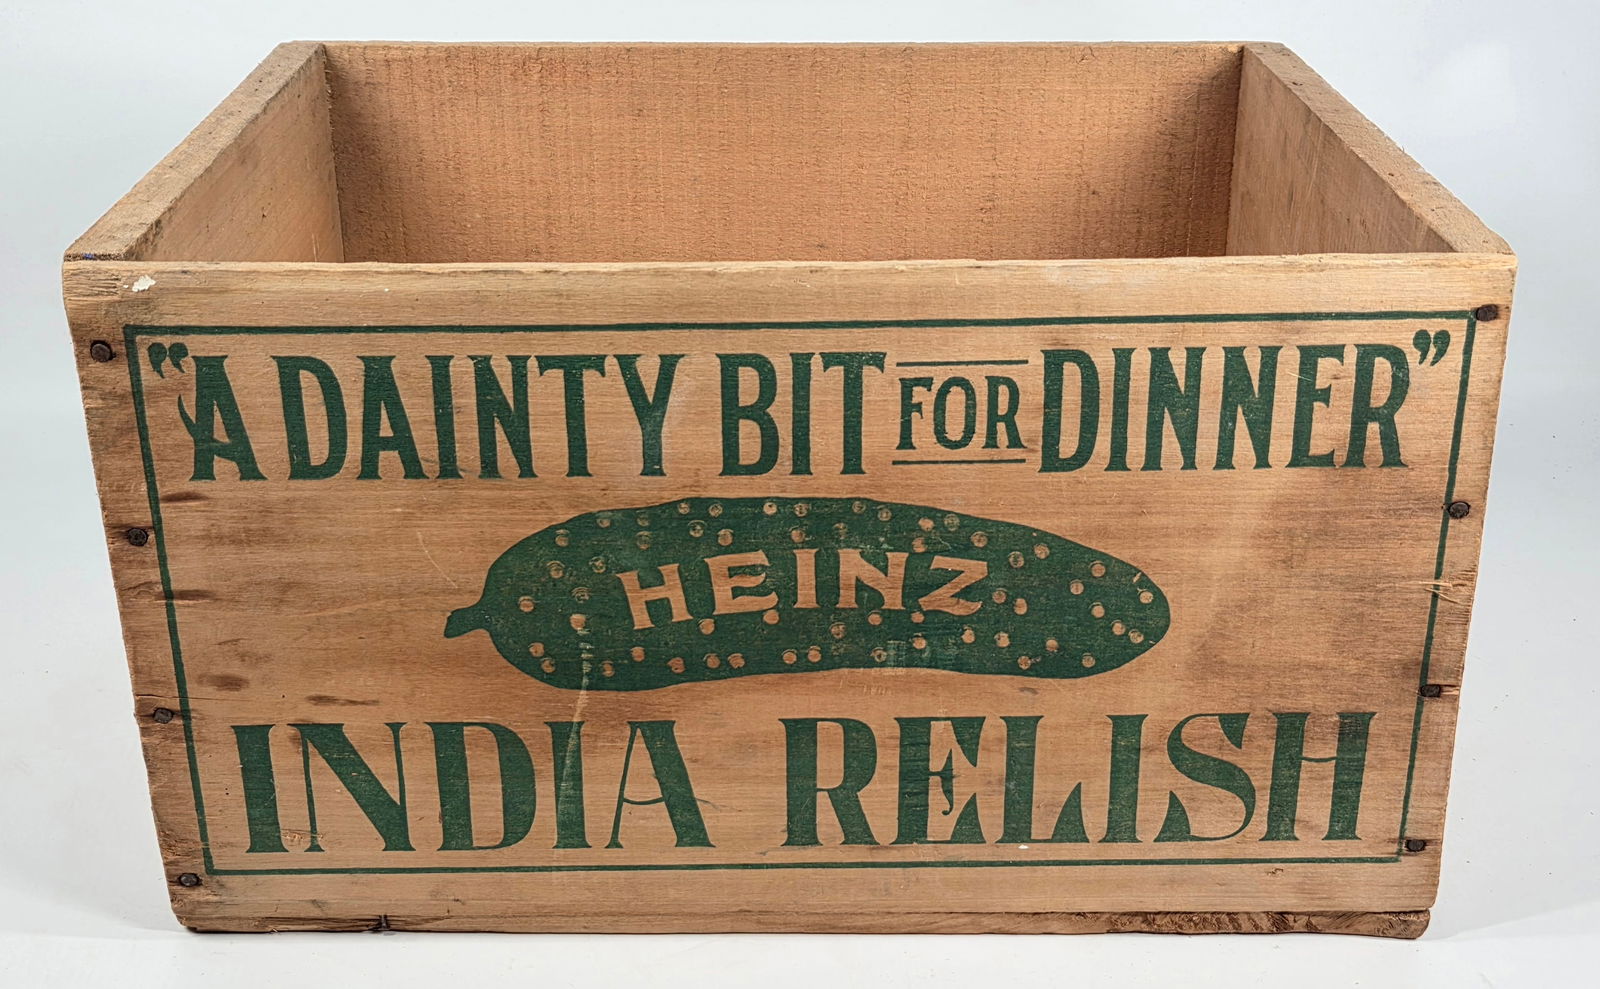 "A DAINTY BIT FOR DINNER"
HEINZ
INDIA RELISH